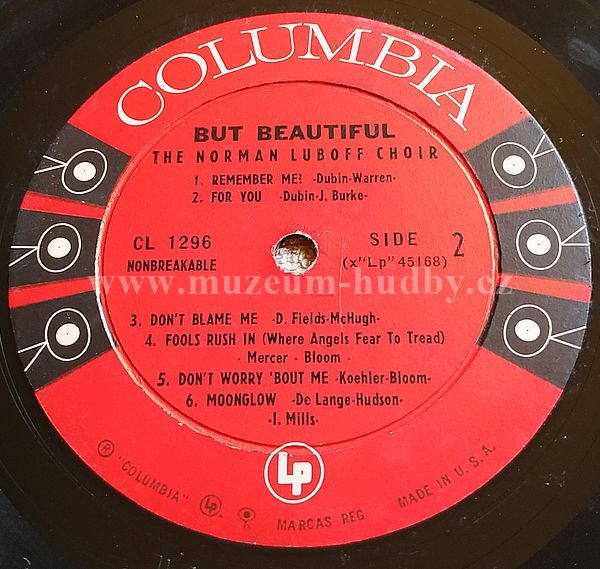 COLUMBIA
BUT BEAUTIFUL
THE NORMAN LUBOFF CHOIR
1. REMEMBER ME? -Dubin-Warren-
2. FOR YOU -Dubin-J. Burke-
CL 1296
NONBREAKABLE
SIDE 2
(x"Lp" 45168)
www.muzeum-hudby.cz
3. DON'T BLAME ME -D. Fields-McHugh-
4. FOOLS RUSH IN (Where Angels Fear To Tread)
- Mercer - Bloom -
5. DON'T WORRY 'BOUT ME -Koehler-Bloom-
6. MOONGLOW -De Lange-Hudson-
-I. Mills-
Lp
® "COLUMBIA" Lp. MARCAS REG. MADE IN U.S.A.